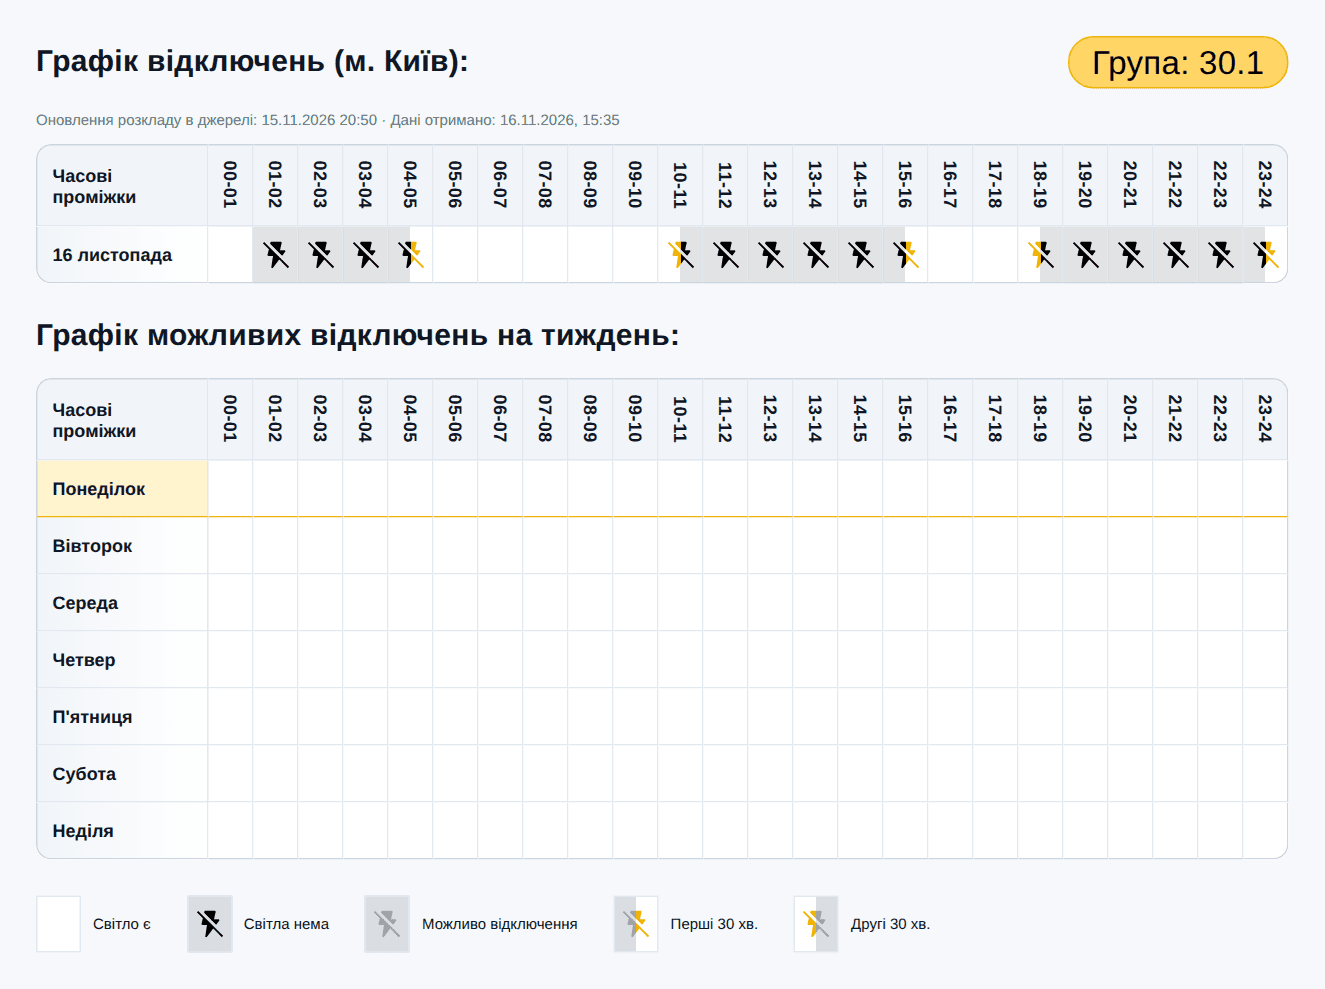 Графік відключень (м. Київ):
Група: 30.1
Оновлення розкладу в джерелі: 15.11.2026 20:50 · Дані отримано: 16.11.2026, 15:35
Часові проміжки 00-01 01-02 02-03 03-04 04-05 05-06 06-07 07-08 08-09 09-10 10-11 11-12 12-13 13-14 14-15 15-16 16-17 17-18 18-19 19-20 20-21 21-22 22-23 23-24
16 листопада
Графік можливих відключень на тиждень:
Часові проміжки 00-01 01-02 02-03 03-04 04-05 05-06 06-07 07-08 08-09 09-10 10-11 11-12 12-13 13-14 14-15 15-16 16-17 17-18 18-19 19-20 20-21 21-22 22-23 23-24
Понеділок
Вівторок
Середа
Четвер
П'ятниця
Субота
Неділя
Світло є Світла нема Можливо відключення Перші 30 хв. Другі 30 хв.